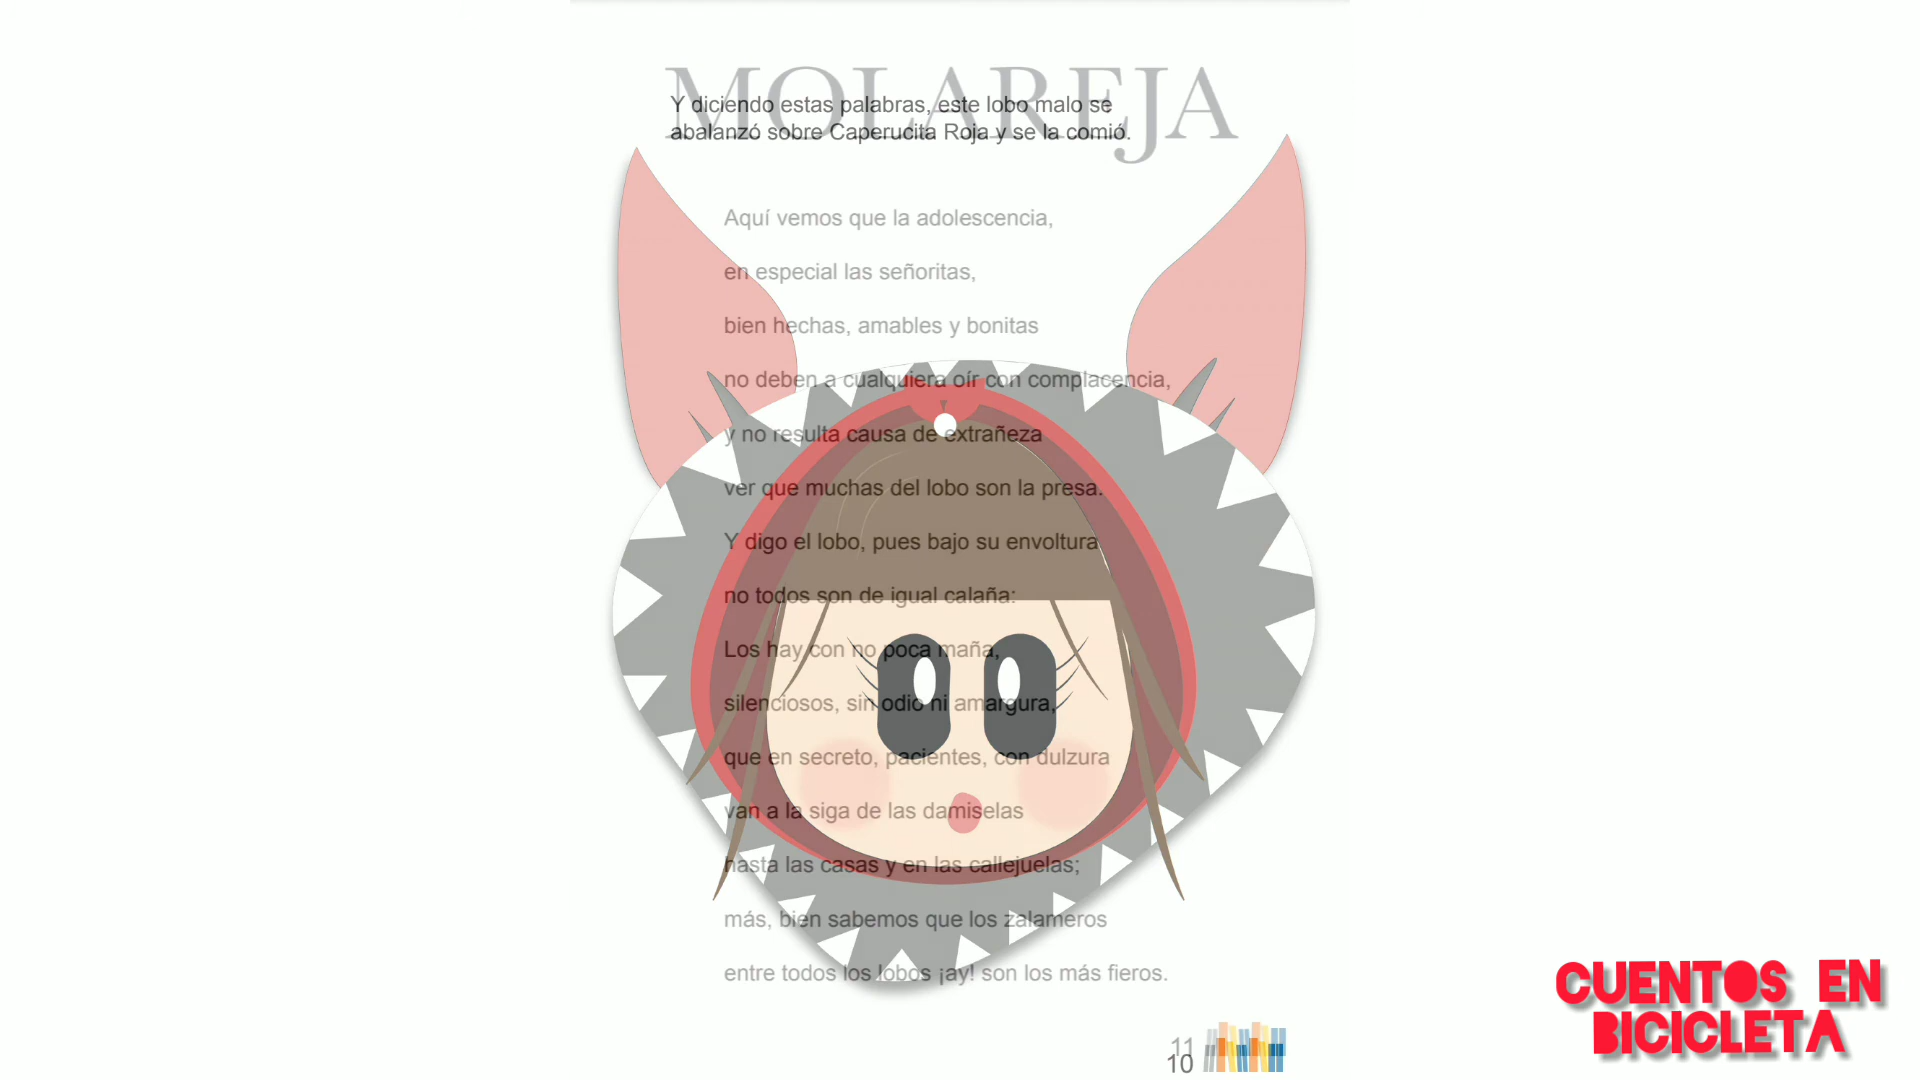 MOLAREJA
Y diciendo estas palabras, este lobo malo se
abalanzó sobre Caperucita Roja y se la comió.
Aquí vemos que la adolescencia,
en especial las señoritas,
bien hechas, amables y bonitas
no deben a cualquiera oír con complacencia,
y no resulta causa de extrañeza
ver que muchas del lobo son la presa.
Y digo el lobo, pues bajo su envoltura
no todos son de igual calaña:
Los hay con no poca maña,
silenciosos, sin odio ni amargura,
que en secreto, pacientes, con dulzura
van a la siga de las damiselas
hasta las casas y en las callejuelas;
más, bien sabemos que los zalameros
entre todos los lobos ¡ay! son los más fieros.
11
10
CUENTOS EN
BICICLETA